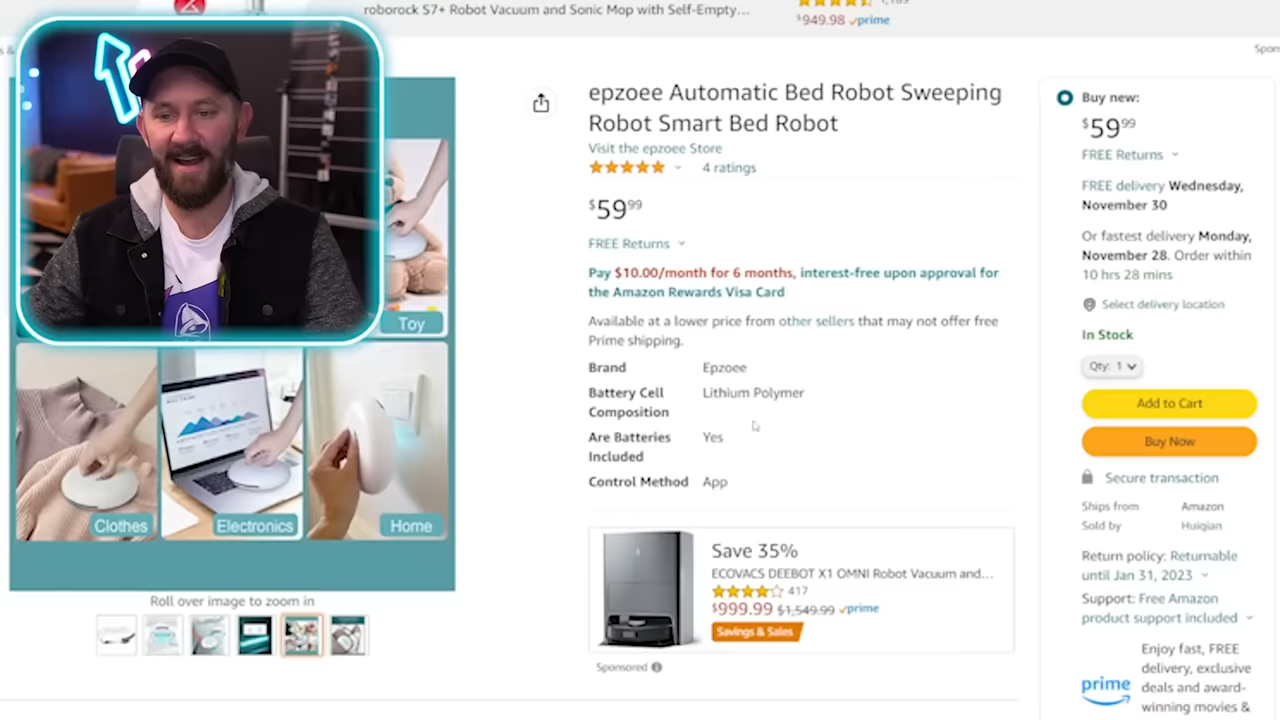 roborock S7+ Robot Vacuum and Sonic Mop with Self-Empty...
$949.98 prime
epzoee Automatic Bed Robot Sweeping
Robot Smart Bed Robot
Visit the epzoee Store
4 ratings
$59.99
FREE Returns
Pay $10.00/month for 6 months, interest-free upon approval for
the Amazon Rewards Visa Card
Available at a lower price from other sellers that may not offer free
Prime shipping.
Brand Epzoee
Battery Cell Lithium Polymer
Composition
Are Batteries Yes
Included
Control Method App
Toy
Clothes
Electronics
Home
Roll over image to zoom in
Save 35%
ECOVACS DEEBOT X1 OMNI Robot Vacuum and...
417
$999.99 $1,549.99 prime
Savings & Sales
Sponsored
Buy new:
$59.99
FREE Returns
FREE delivery Wednesday,
November 30
Or fastest delivery Monday,
November 28. Order within
10 hrs 28 mins
Select delivery location
In Stock
Qty: 1
Add to Cart
Buy Now
Secure transaction
Ships from Amazon
Sold by Huiqian
Return policy: Returnable
until Jan 31, 2023
Support: Free Amazon
product support included
prime
Enjoy fast, FREE
delivery, exclusive
deals and award-
winning movies &